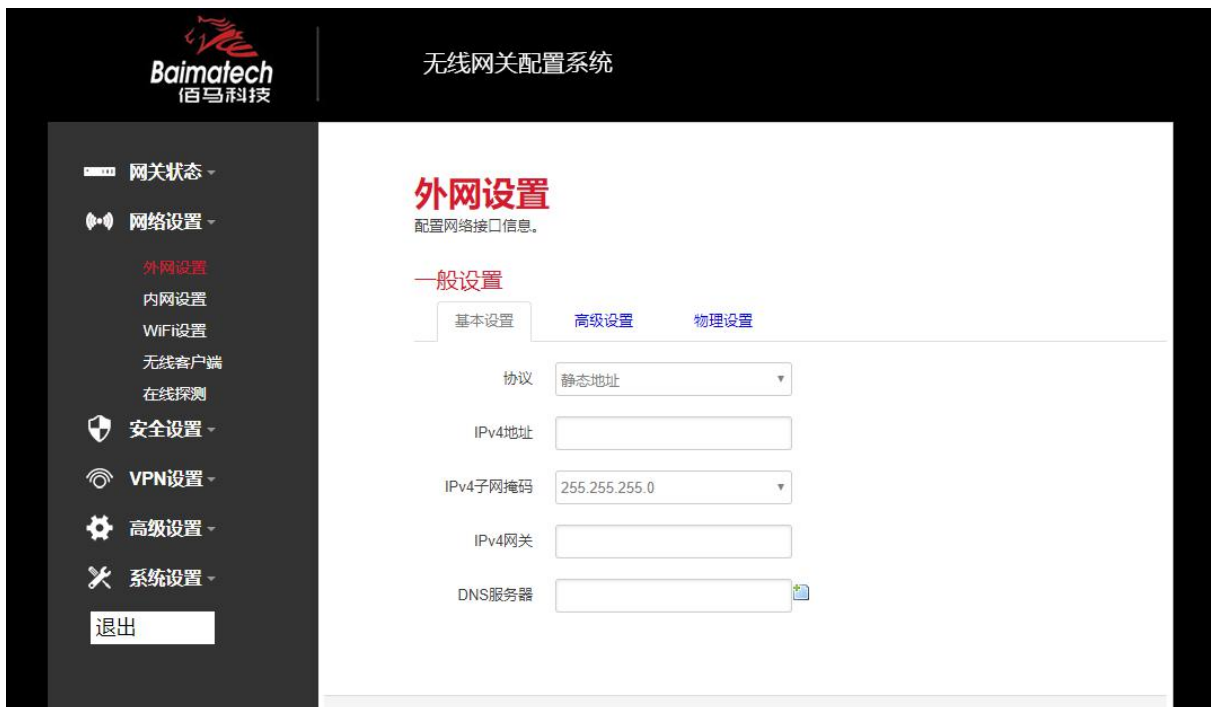 Baimatech
佰马科技
无线网关配置系统
网关状态
网络设置
外网设置
内网设置
WiFi设置
无线客户端
在线探测
安全设置
VPN设置
高级设置
系统设置
退出
外网设置
配置网络接口信息。
一般设置
基本设置 高级设置 物理设置
协议 静态地址
IPv4地址
IPv4子网掩码 255.255.255.0
IPv4网关
DNS服务器